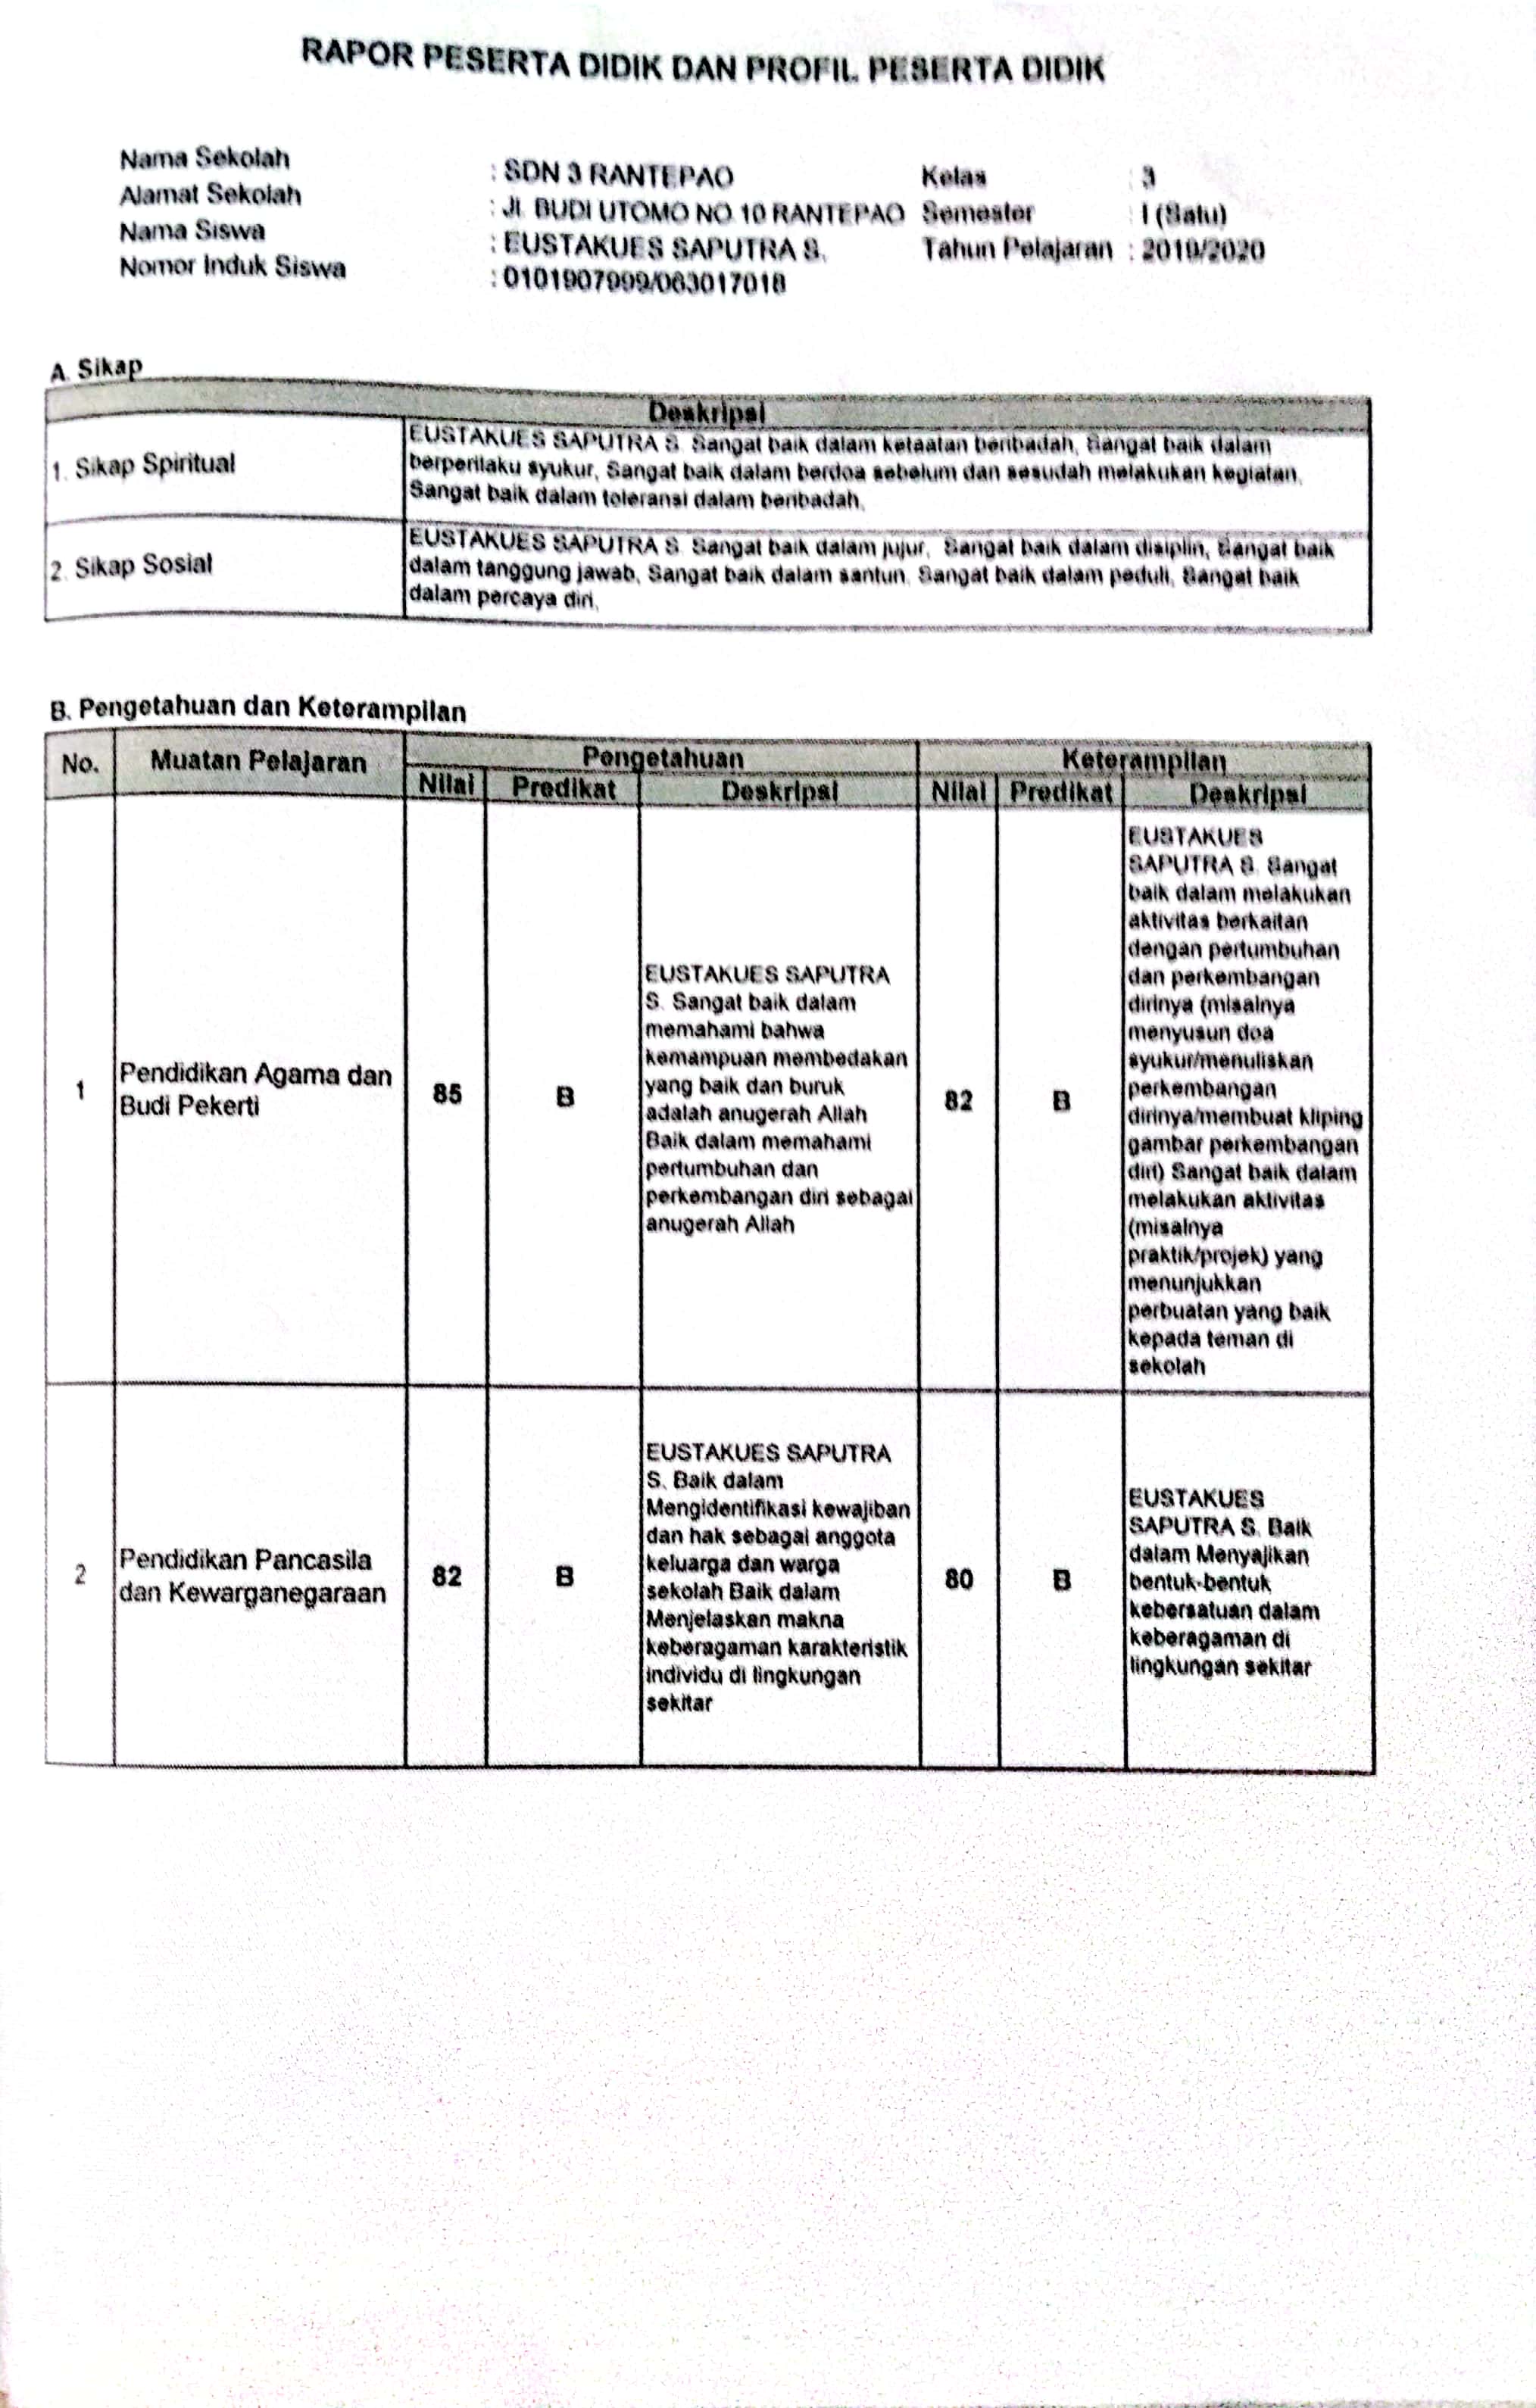 RAPOR PESERTA DIDIK DAN PROFIL PESERTA DIDIK
Nama Sekolah : SDN 3 RANTEPAO Kelas : 3
Alamat Sekolah : Jl. BUDI UTOMO NO 10 RANTEPAO Semester : I (Satu)
Nama Siswa : EUSTAKUES SAPUTRA S. Tahun Pelajaran : 2019/2020
Nomor Induk Siswa :
A. Sikap
Deskripsi
1. Sikap Spiritual
EUSTAKUES SAPUTRA S. Sangat baik dalam ketaatan beribadah, Sangat baik dalam
berperilaku syukur, Sangat baik dalam berdoa sebelum dan sesudah melakukan kegiatan,
Sangat baik dalam toleransi dalam beribadah,
2. Sikap Sosial
EUSTAKUES SAPUTRA S. Sangat baik dalam jujur, Sangat baik dalam disiplin, Sangat baik
dalam tanggung jawab, Sangat baik dalam santun, Sangat baik dalam peduli, Sangat baik
dalam percaya diri,
B. Pengetahuan dan Keterampilan
No. Muatan Pelajaran Pengetahuan Keterampilan
Nilai Predikat Deskripsi Nilai Predikat Deskripsi
1
Pendidikan Agama dan
Budi Pekerti
85
B
EUSTAKUES SAPUTRA
S. Sangat baik dalam
memahami bahwa
kemampuan membedakan
yang baik dan buruk
adalah anugerah Allah
Baik dalam memahami
pertumbuhan dan
perkembangan diri sebagai
anugerah Allah
82
B
EUSTAKUES
SAPUTRA S. Sangat
baik dalam melakukan
aktivitas berkaitan
dengan pertumbuhan
dan perkembangan
dirinya (misalnya
menyusun doa
syukur/menuliskan
perkembangan
dirinya/membuat kliping
gambar perkembangan
diri) Sangat baik dalam
melakukan aktivitas
(misalnya
praktik/projek) yang
menunjukkan
perbuatan yang baik
kepada teman di
sekolah
2
Pendidikan Pancasila
dan Kewarganegaraan
82
B
EUSTAKUES SAPUTRA
S. Baik dalam
Mengidentifikasi kewajiban
dan hak sebagai anggota
keluarga dan warga
sekolah Baik dalam
Menjelaskan makna
keberagaman karakteristik
individu di lingkungan
sekitar
80
B
EUSTAKUES
SAPUTRA S. Baik
dalam Menyajikan
bentuk-bentuk
kebersatuan dalam
keberagaman di
lingkungan sekitar